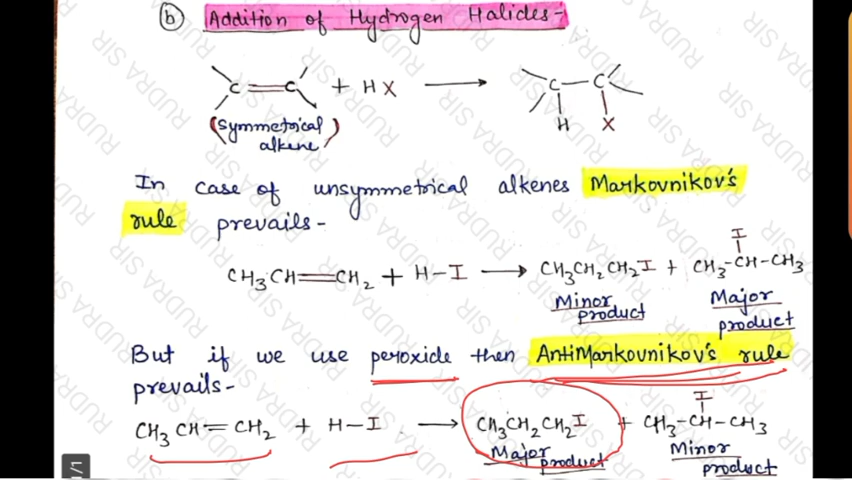 b Addition of Hydrogen Halides-
C=C + HX → C-C
H X
(symmetrical
alkene)
In case of unsymmetrical alkenes Markovnikov's
rule prevails-
I
CH3CH=CH2 + H-I → CH3CH2CH2I + CH3-CH-CH3
Minor product Major product
But if we use peroxide then AntiMarkovnikov's rule
prevails-
I
CH3CH=CH2 + H-I → CH3CH2CH2I + CH3-CH-CH3
Major product Minor product
RUDRA SIR